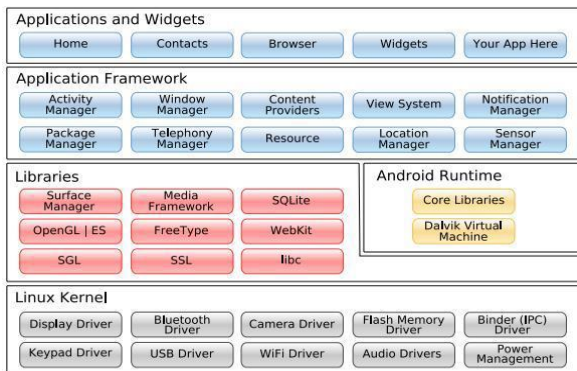 Applications and Widgets
Home
Contacts
Browser
Widgets
Your App Here
Application Framework
Activity
Manager
Window
Manager
Content
Providers
View System
Notification
Manager
Package
Manager
Telephony
Manager
Resource
Location
Manager
Sensor
Manager
Libraries
Surface
Manager
Media
Framework
SQLite
OpenGL | ES
FreeType
WebKit
SGL
SSL
libc
Android Runtime
Core Libraries
Dalvik Virtual
Machine
Linux Kernel
Display Driver
Bluetooth
Driver
Camera Driver
Flash Memory
Driver
Binder (IPC)
Driver
Keypad Driver
USB Driver
WiFi Driver
Audio Drivers
Power
Management